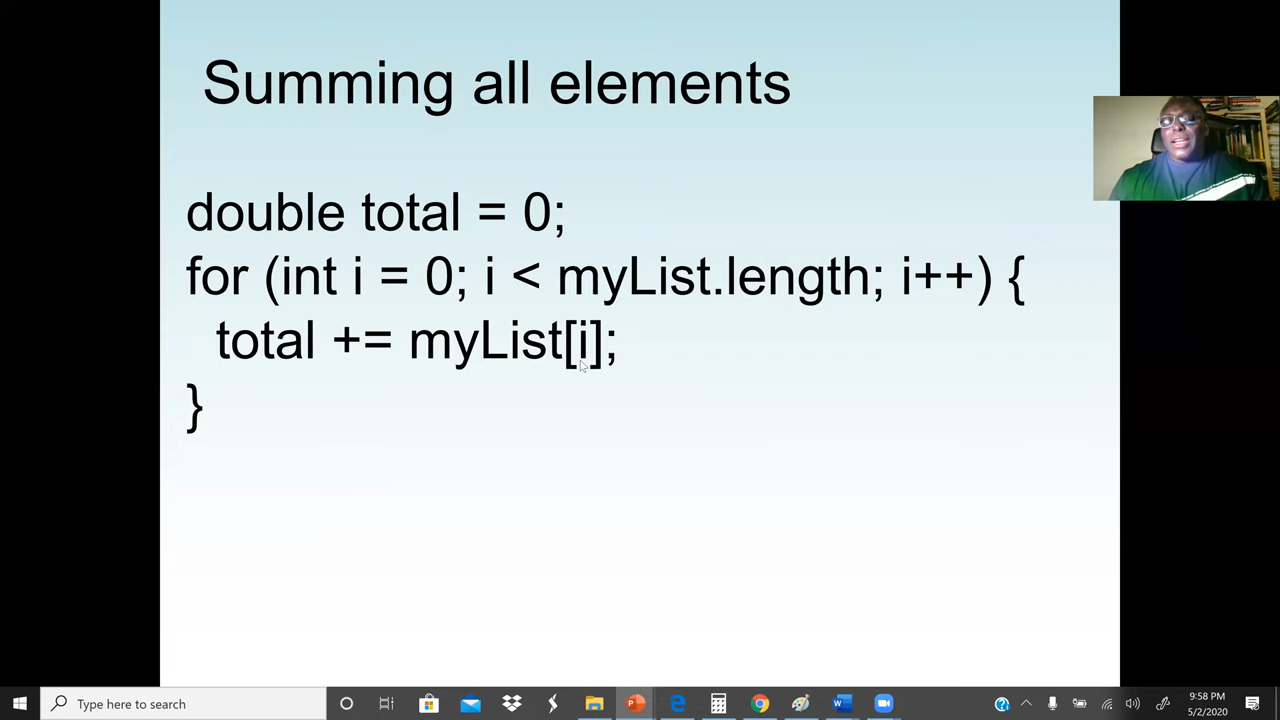 Summing all elements
double total = 0;
for (int i = 0; i < myList.length; i++) {
total += myList[i];
}
Type here to search
9:58 PM
5/2/2020